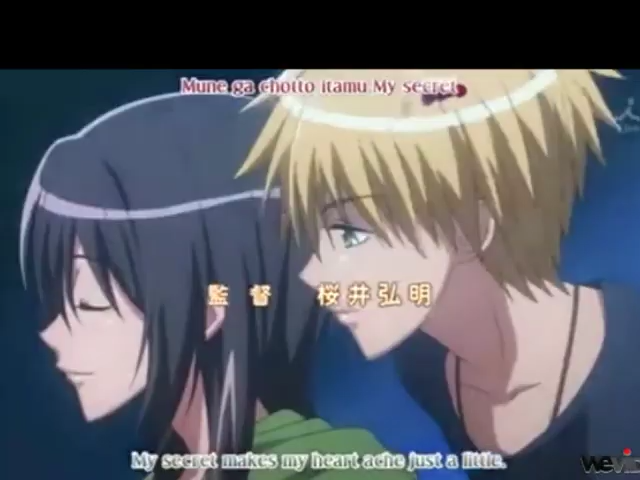 Mune ga chotto itamu My secret
監督 桜井弘明
My secret makes my heart ache just a little.